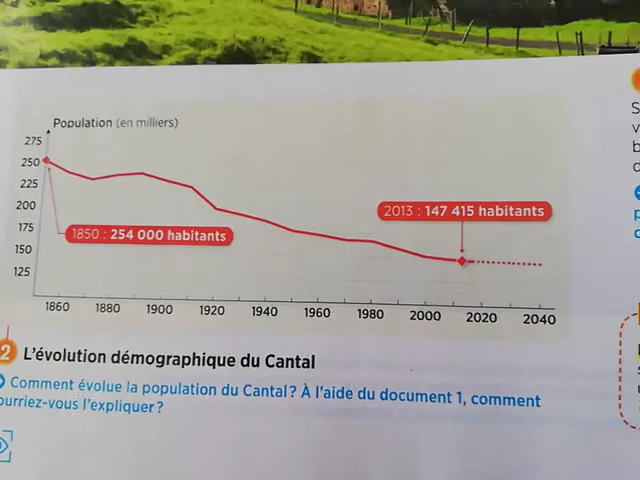 Population (en milliers)
275
250
225
200
175
150
125
1850 : 254 000 habitants
2013 : 147 415 habitants
1860 1880 1900 1920 1940 1960 1980 2000 2020 2040
2 L'évolution démographique du Cantal
Comment évolue la population du Cantal ? À l'aide du document 1, comment
ourriez-vous l'expliquer ?